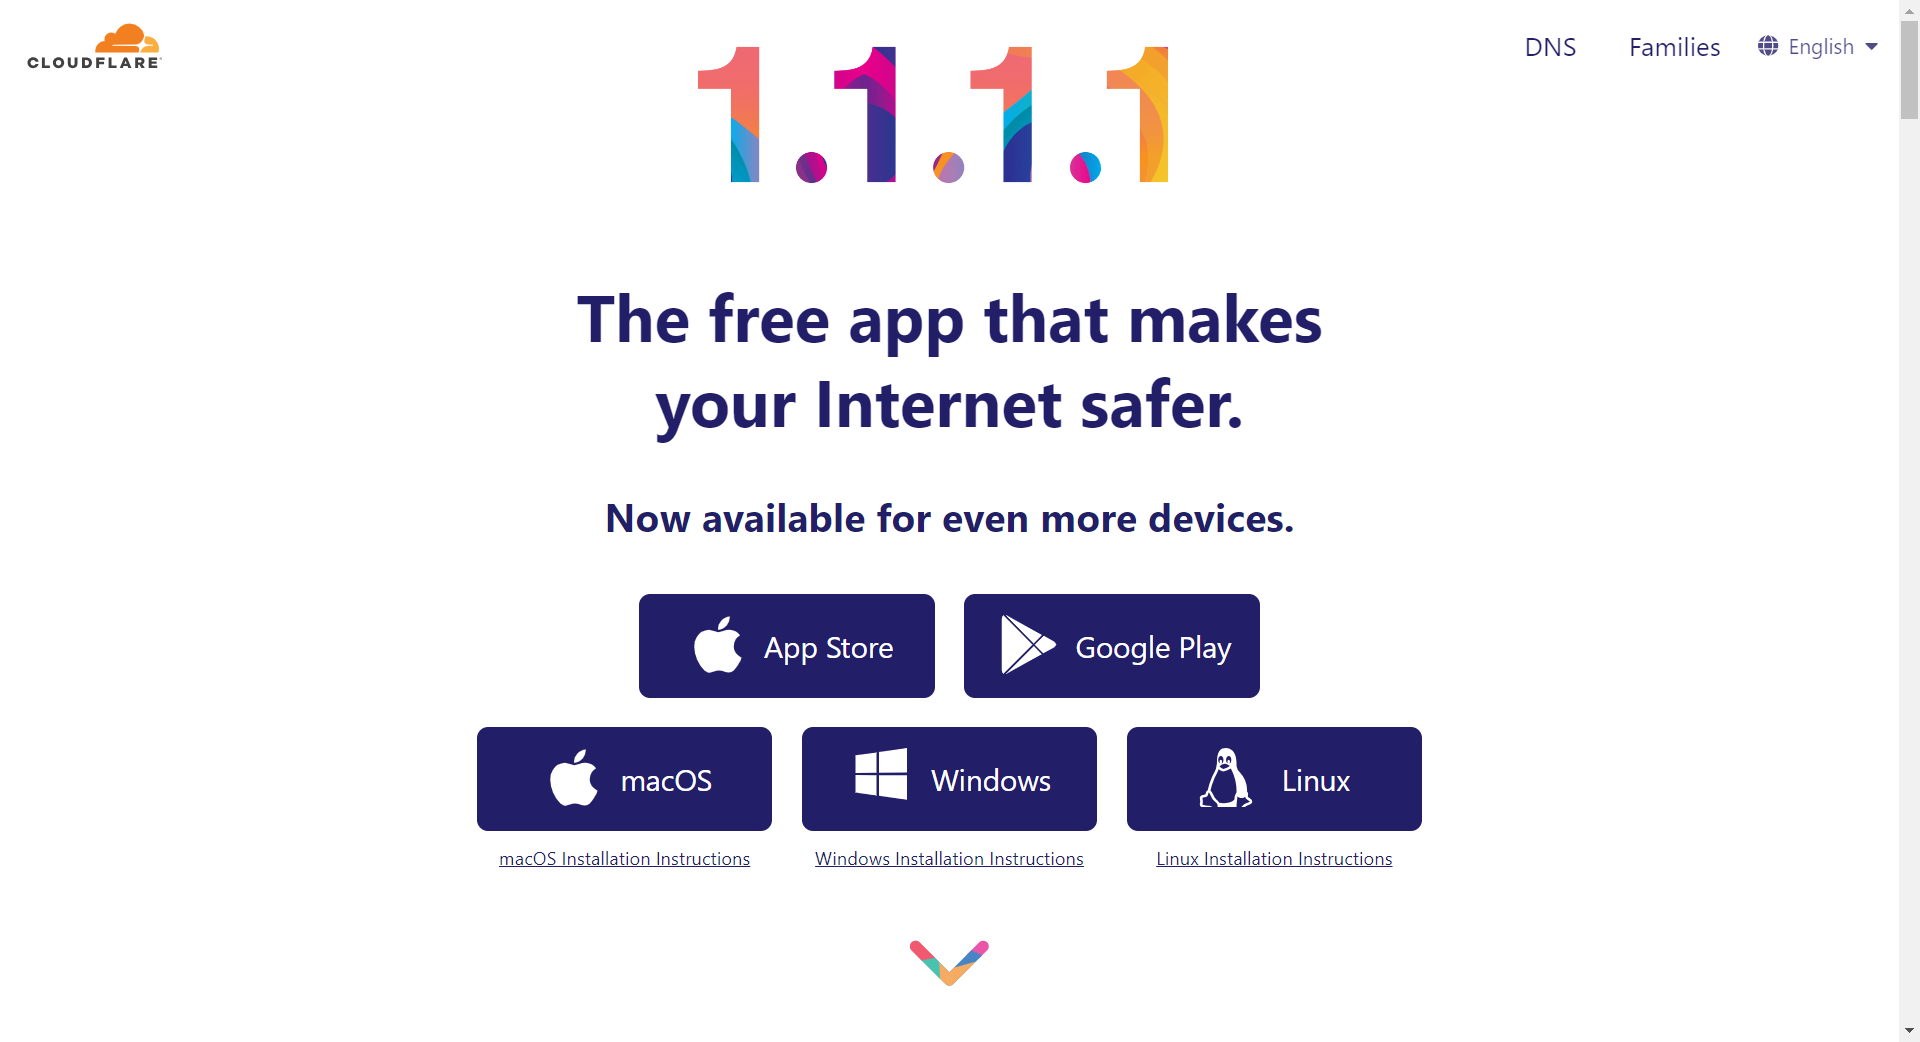 CLOUDFLARE
1.1.1.1
DNS
Families
English
The free app that makes
your Internet safer.
Now available for even more devices.
App Store
Google Play
macOS
Windows
Linux
macOS Installation Instructions
Windows Installation Instructions
Linux Installation Instructions